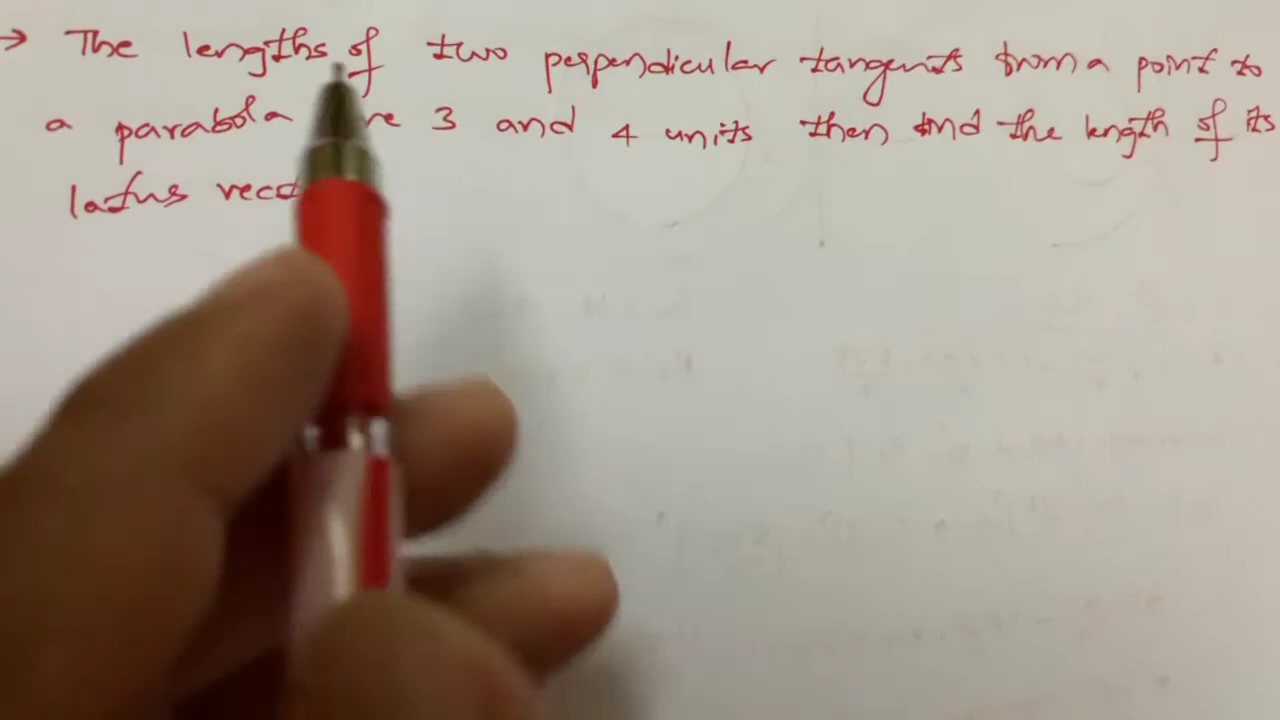 → The lengths of two perpendicular tangents from a point to
a parabola 3 and 4 units then find the length of its
latus